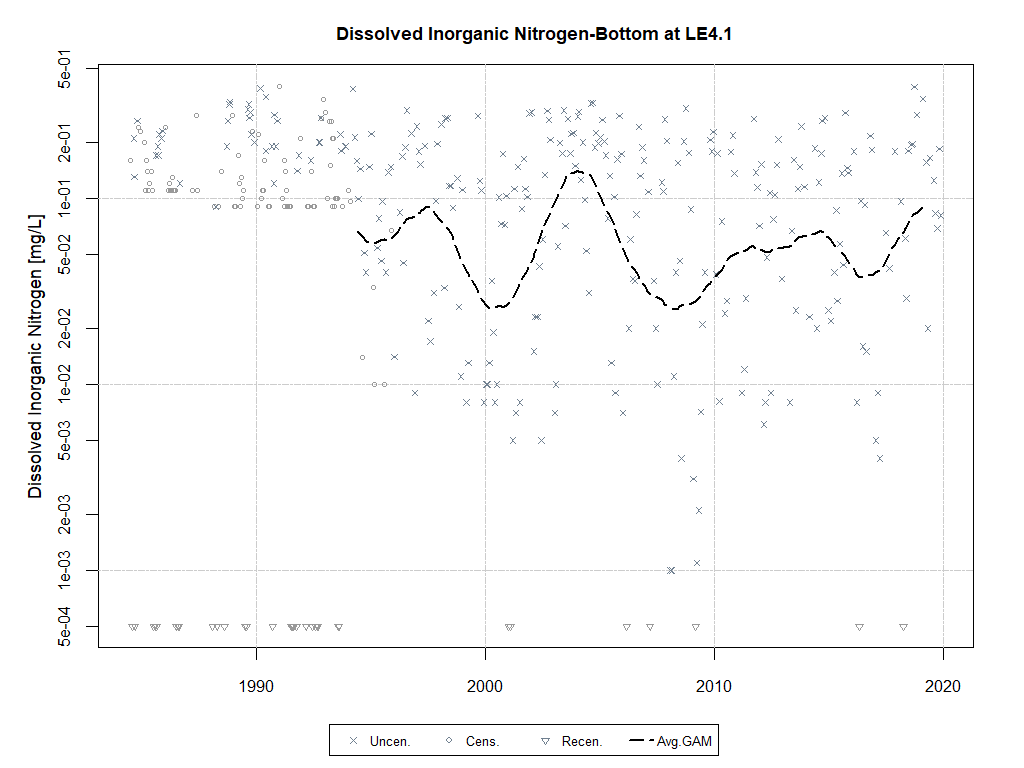 Dissolved Inorganic Nitrogen-Bottom at LE4.1
Dissolved Inorganic Nitrogen [mg/L]
5e-01
2e-01
1e-01
5e-02
2e-02
1e-02
5e-03
2e-03
1e-03
5e-04
1990 2000 2010 2020
Uncen. Cens. Recen. Avg.GAM